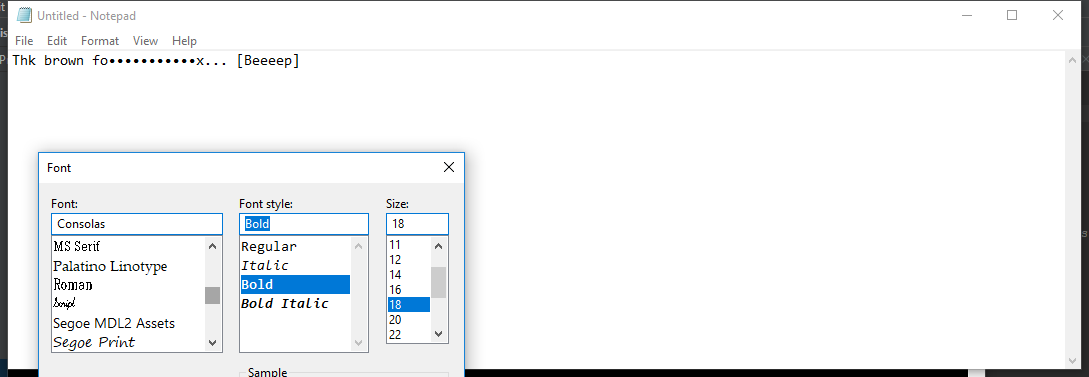 Untitled - Notepad
File Edit Format View Help
Thk brown fo•••••••••••x... [Beeeep]
Font
Font: Font style: Size:
Consolas Bold 18
MS Serif Regular 11
Palatino Linotype Italic 12
Roman Bold 14
Script Bold Italic 16
Segoe MDL2 Assets 18
Segoe Print 20
22
Sample